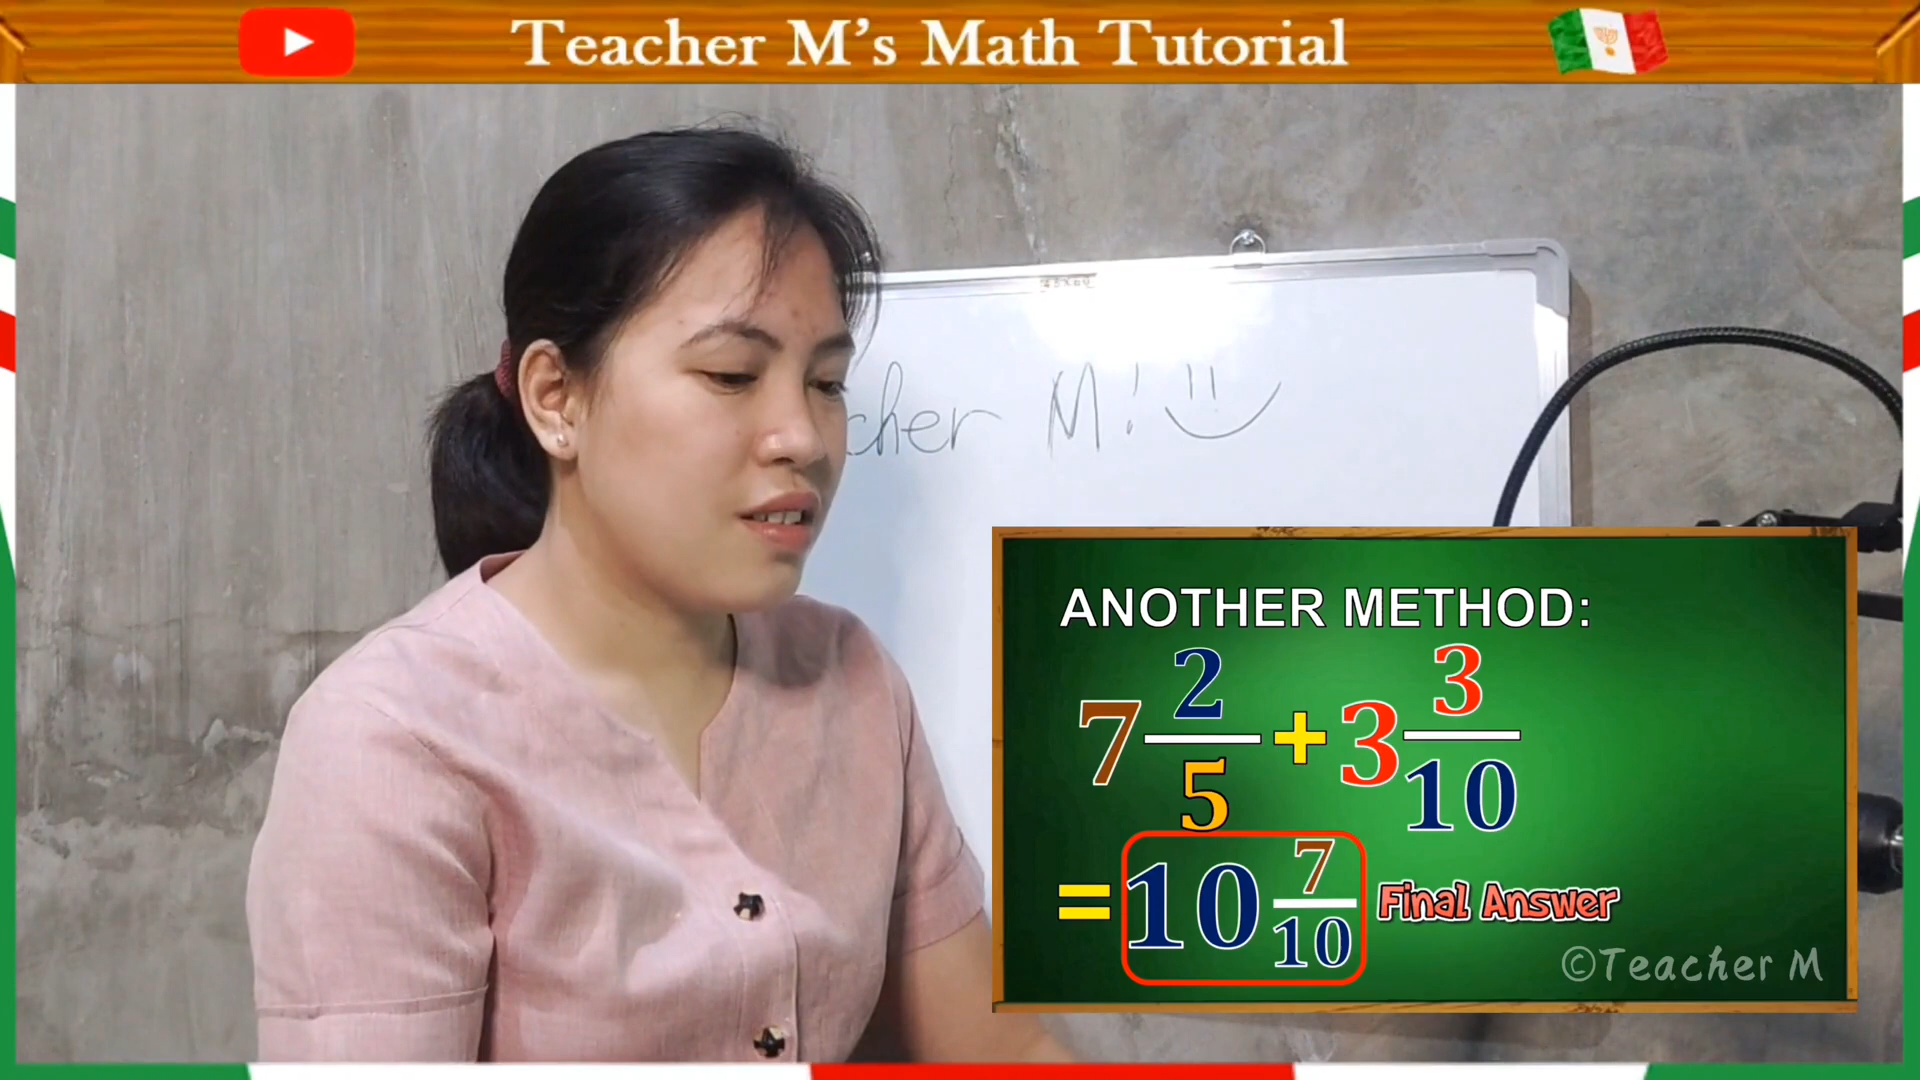 Teacher M's Math Tutorial
cher M!
ANOTHER METHOD:
7 2/5 + 3 3/10
= 10 7/10 Final Answer
©Teacher M